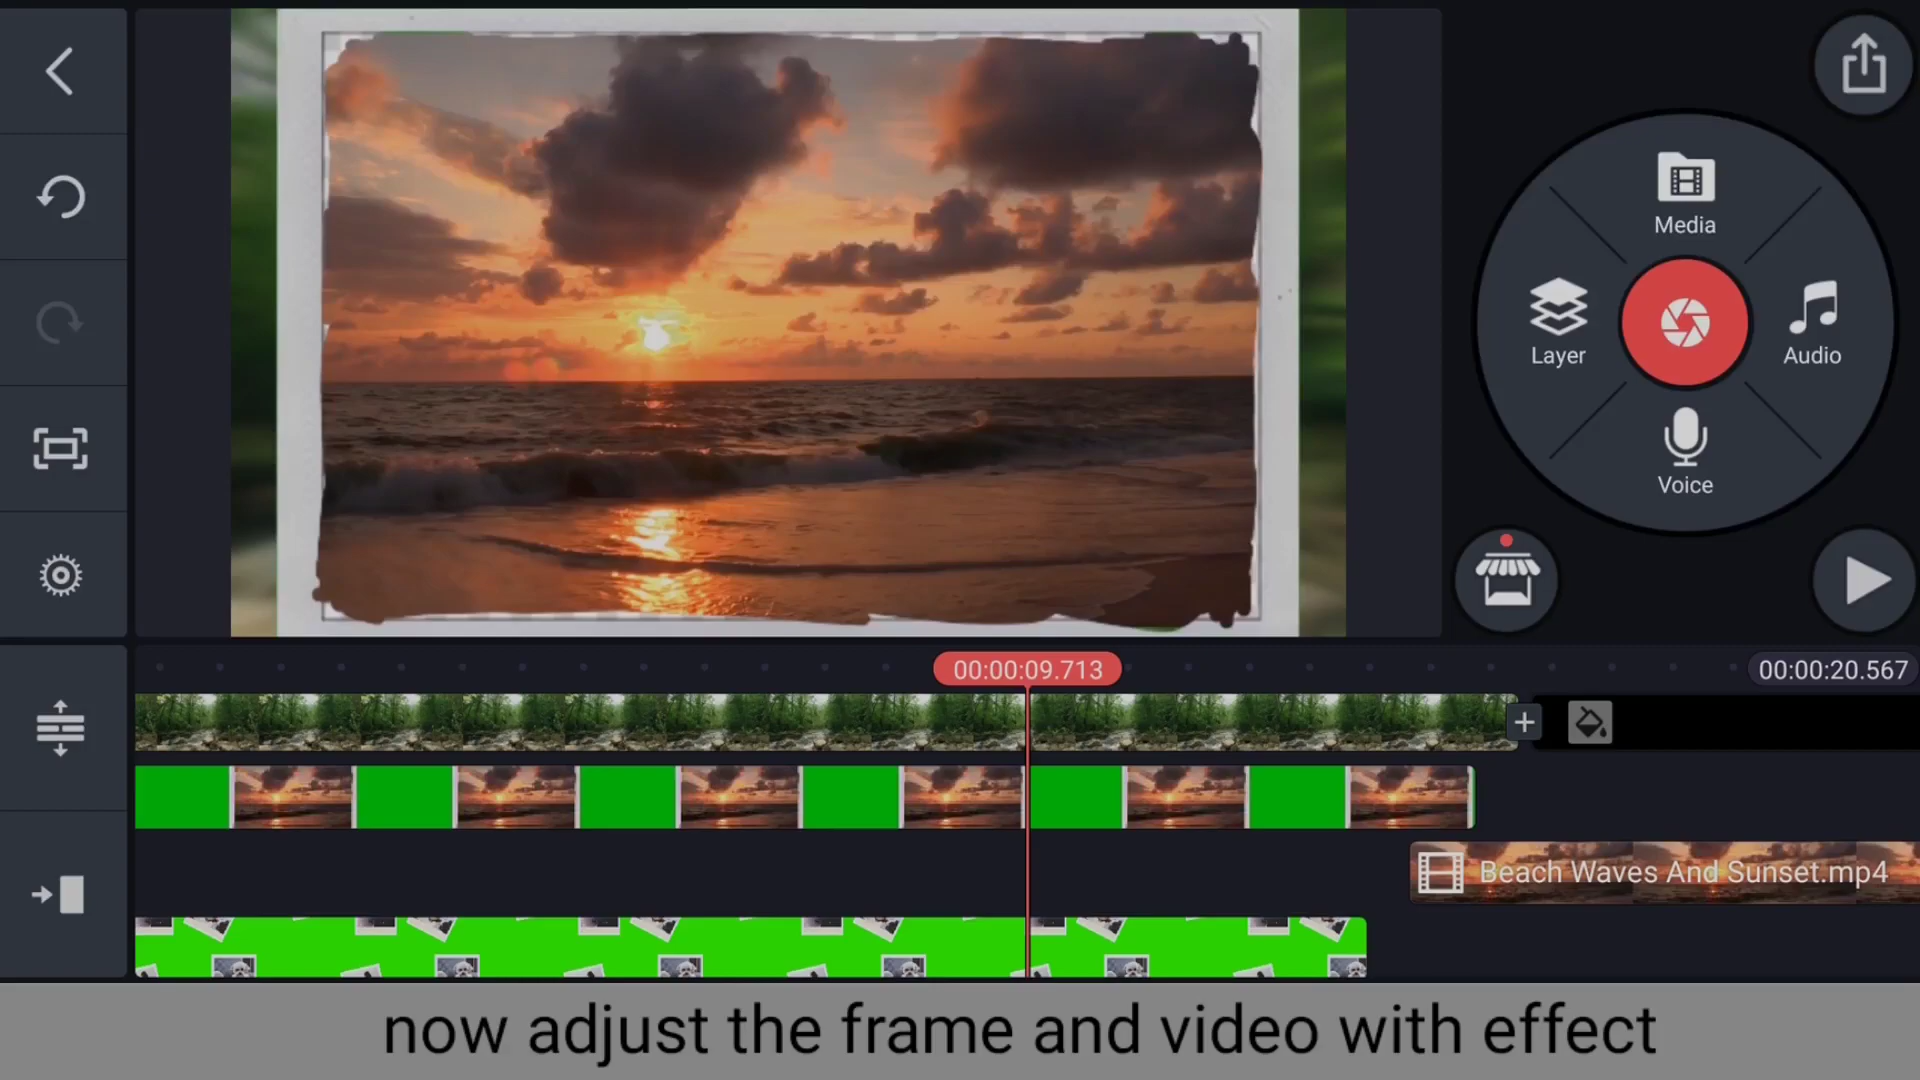 Media
Layer
Audio
Voice
00:00:09.713
00:00:20.567
Beach Waves And Sunset.mp4
now adjust the frame and video with effect